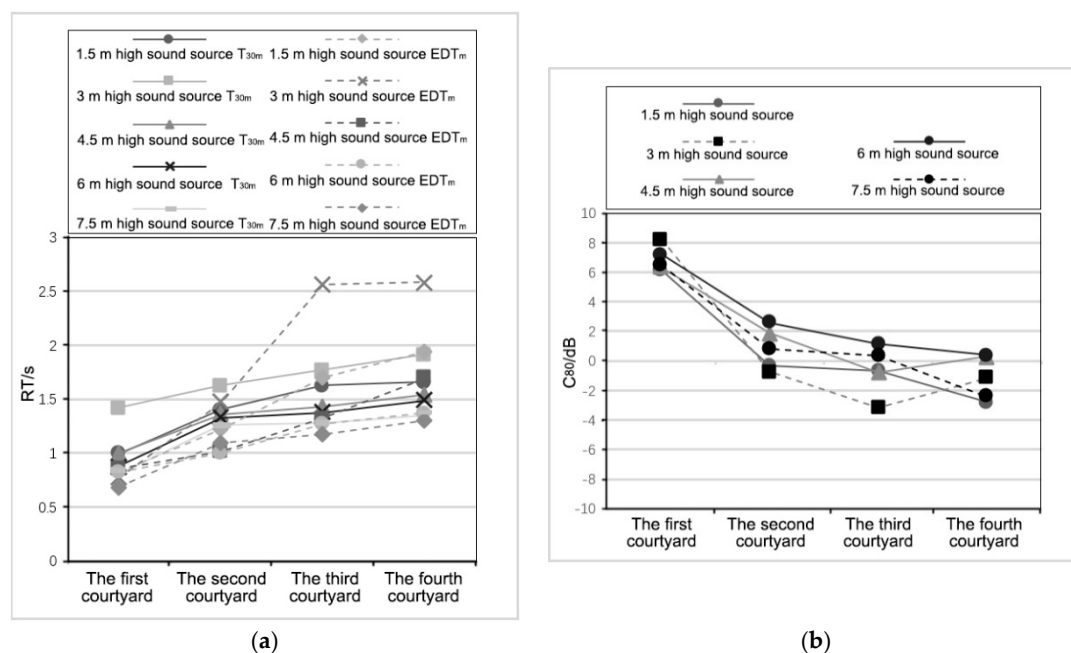 1.5 m high sound source T30m
1.5 m high sound source EDTm
3 m high sound source T30m
3 m high sound source EDTm
4.5 m high sound source T30m
4.5 m high sound source EDTm
6 m high sound source T30m
6 m high sound source EDTm
7.5 m high sound source T30m
7.5 m high sound source EDTm
3
2.5
2
1.5
1
0.5
0
RT/s
The first
courtyard
The second
courtyard
The third
courtyard
The fourth
courtyard
(a)
1.5 m high sound source
3 m high sound source
6 m high sound source
4.5 m high sound source
7.5 m high sound source
10
8
6
4
2
0
-2
-4
-6
-8
-10
C80/dB
The first
courtyard
The second
courtyard
The third
courtyard
The fourth
courtyard
(b)